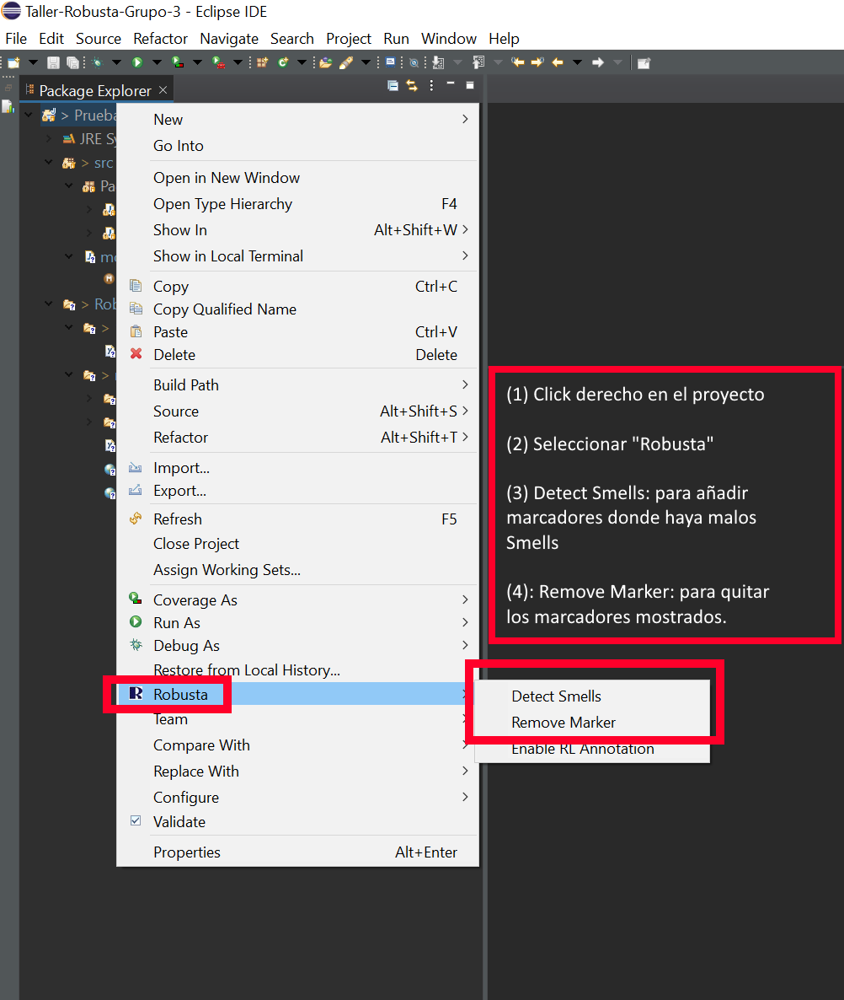 Taller-Robusta-Grupo-3 - Eclipse IDE
File Edit Source Refactor Navigate Search Project Run Window Help
Package Explorer
> Prueba
JRE Sy
> src
Pa
> Rob
New
Go Into
Open in New Window
Open Type Hierarchy F4
Show In Alt+Shift+W
Show in Local Terminal
Copy Ctrl+C
Copy Qualified Name
Paste Ctrl+V
Delete Delete
Build Path
Source Alt+Shift+S
Refactor Alt+Shift+T
Import...
Export...
Refresh F5
Close Project
Assign Working Sets...
Coverage As
Run As
Debug As
Restore from Local History...
Robusta
Team
Compare With
Replace With
Configure
Validate
Properties Alt+Enter
(1) Click derecho en el proyecto
(2) Seleccionar "Robusta"
(3) Detect Smells: para añadir
marcadores donde haya malos
Smells
(4): Remove Marker: para quitar
los marcadores mostrados.
Detect Smells
Remove Marker
Enable RL Annotation